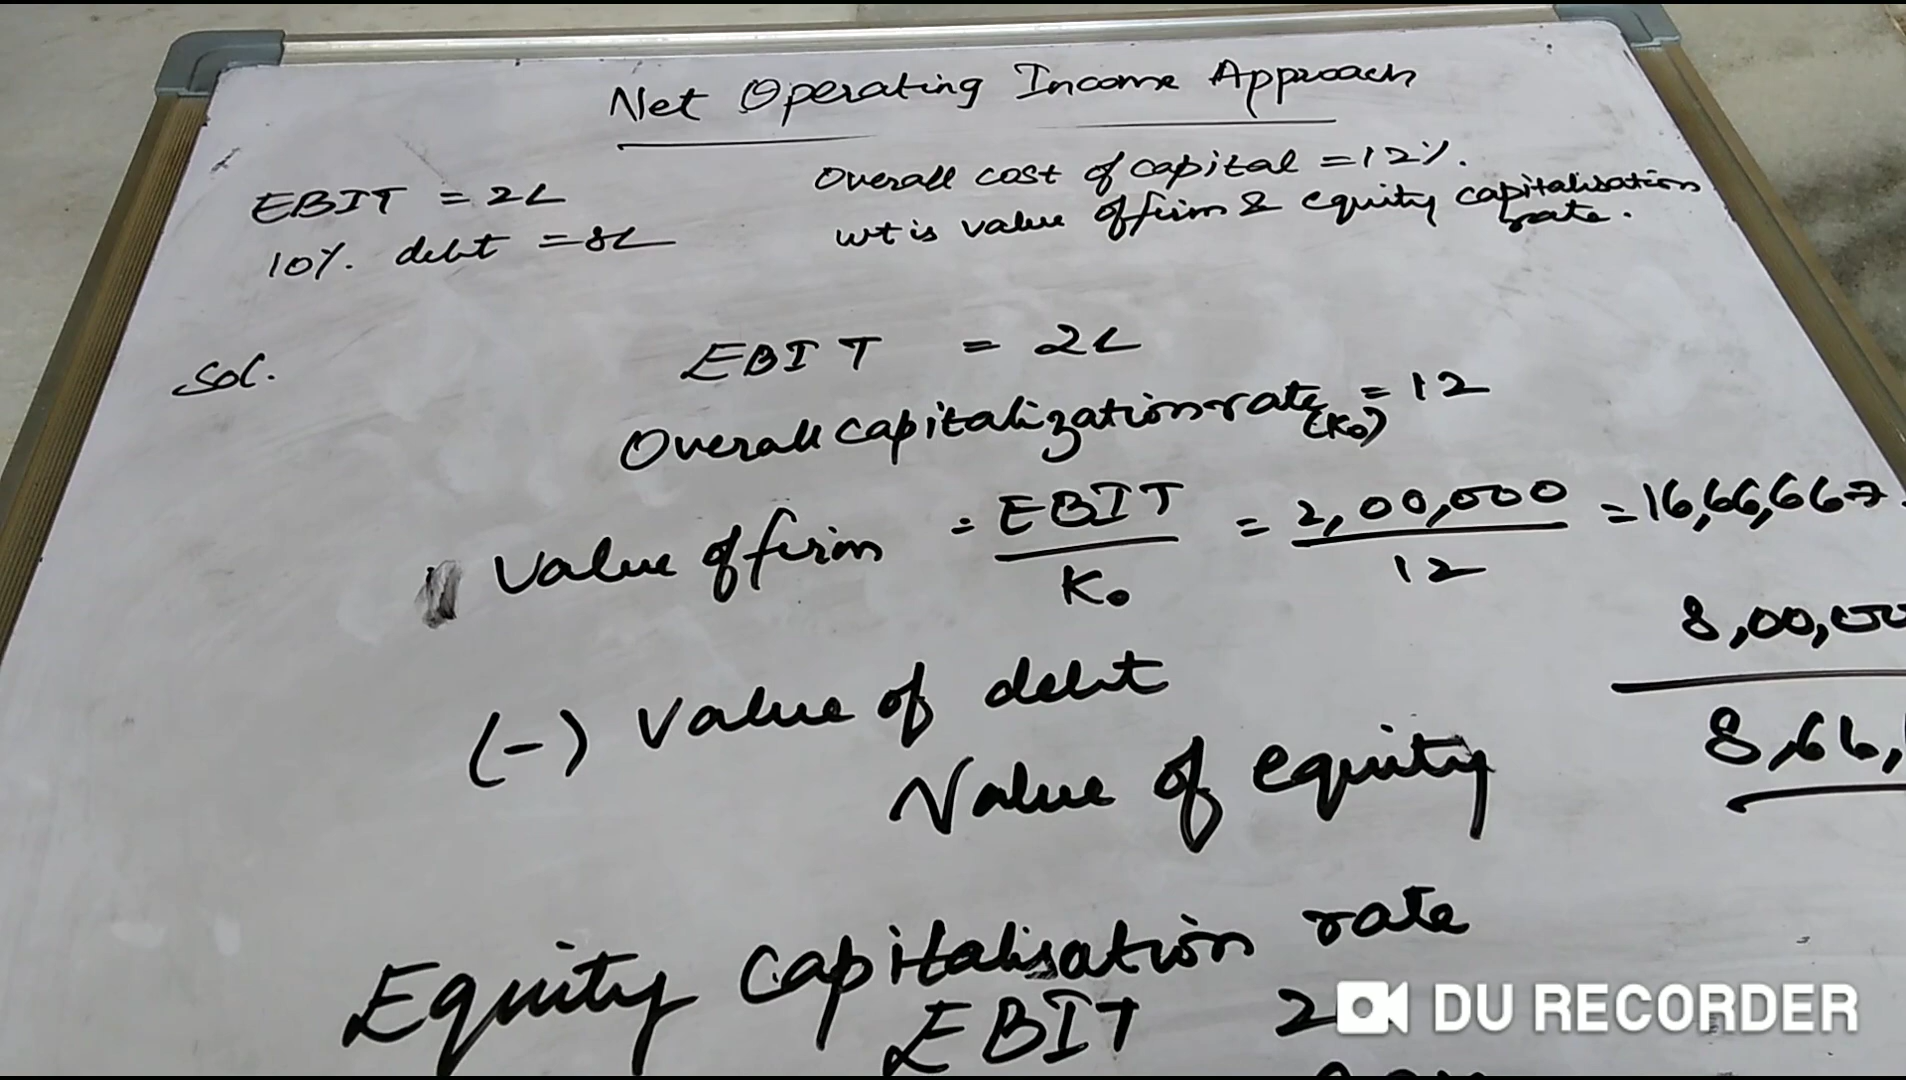 Net Operating Income Approach
EBIT = 2L
10%. debt = 8L
Overall cost of capital = 12%.
wt is value of firm & equity capitalisation
rate.
Sol.
EBIT = 2L
Overall capitalization rate = 12
(K₀)
Value of firm = EBIT / K₀ = 2,00,000 / 12 = 16,66,667
8,00,00
(-) Value of debt
Value of equity
8,66,
Equity capitalisation rate
EBIT 2
DU RECORDER